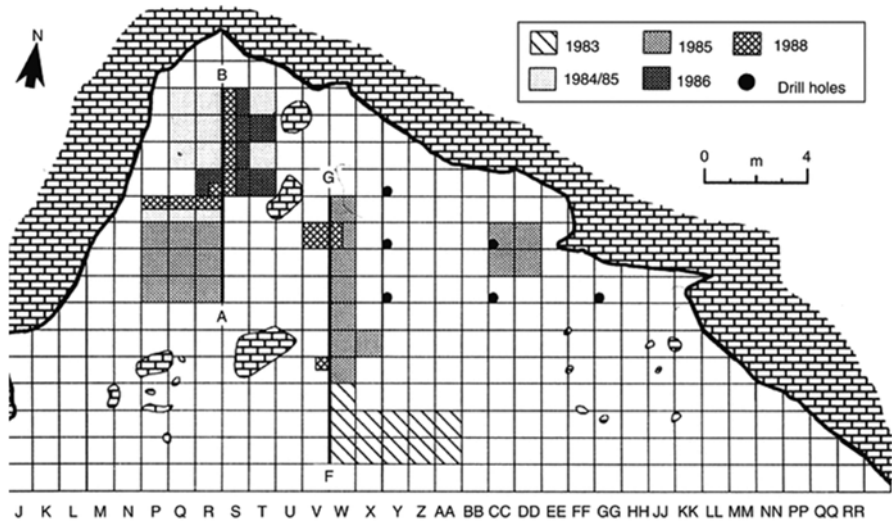 N
B
G
A
F
1983
1985
1988
1984/85
1986
Drill holes
0 m 4
J K L M N P Q R S T U V W X Y Z AA BB CC DD EE FF GG HH JJ KK LL MM NN PP QQ RR